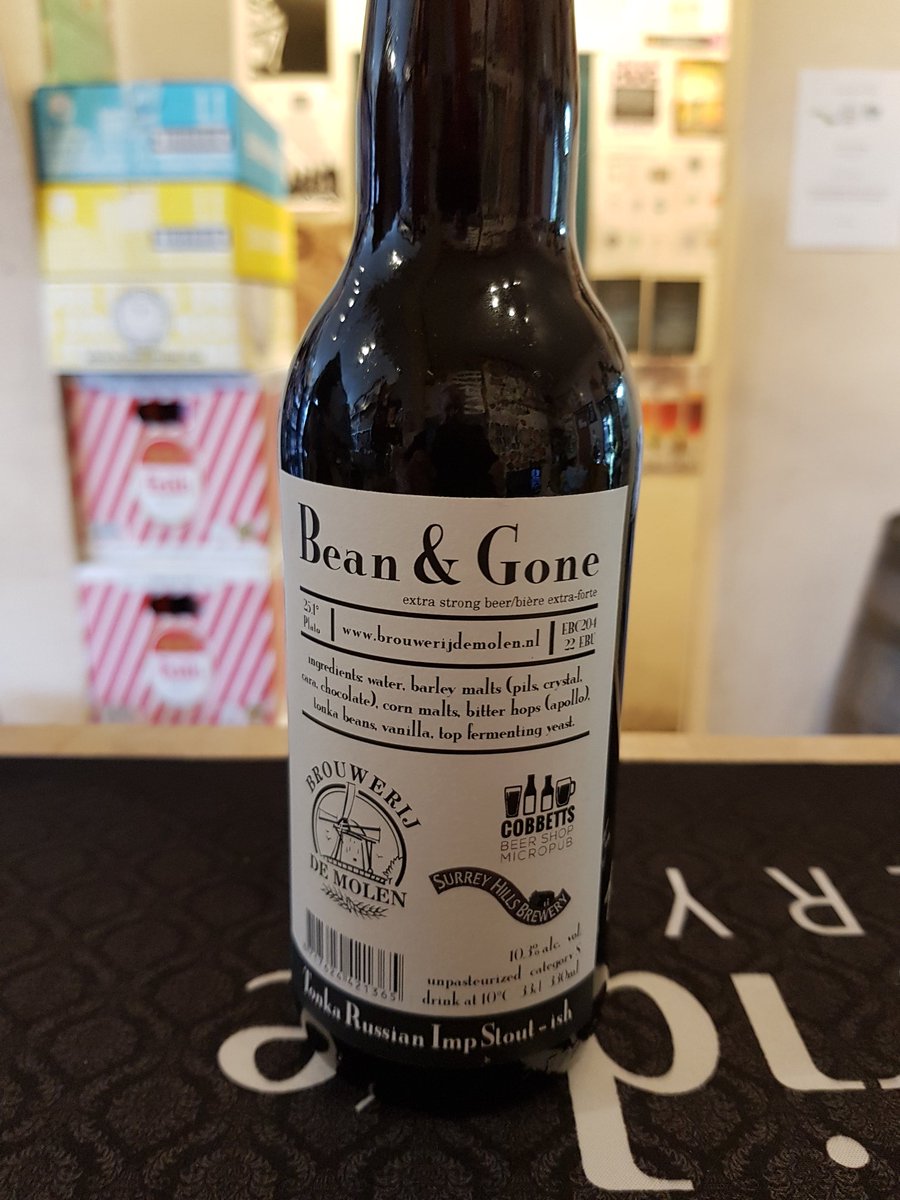 Bean & Gone
extra strong beer/bière extra-forte
25.1°
Plato
www.brouwerijdemolen.nl
EBC204
22 EBU
ingredients: water, barley malts (pils, crystal,
cara, chocolate), corn malts, bitter hops (apollo),
tonka beans, vanilla, top fermenting yeast.
BROUWERIJ
DE MOLEN
COBBETTS
BEER SHOP
MICROPUB
SURREY HILLS BREWERY
10.3% alc. vol.
unpasteurized category S
drink at 10°C 33cl 330ml
Tonka Russian Imp Stout-ish
RY